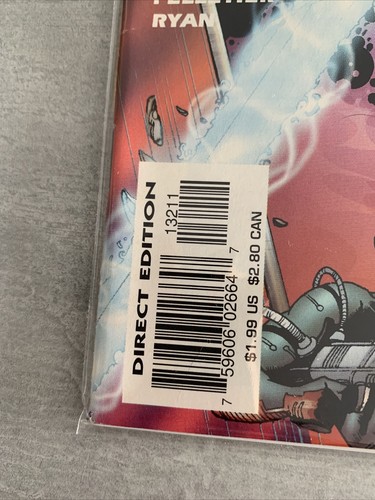 RYAN
DIRECT EDITION
13211
7 59606 02664 7
$1.99 US $2.80 CAN